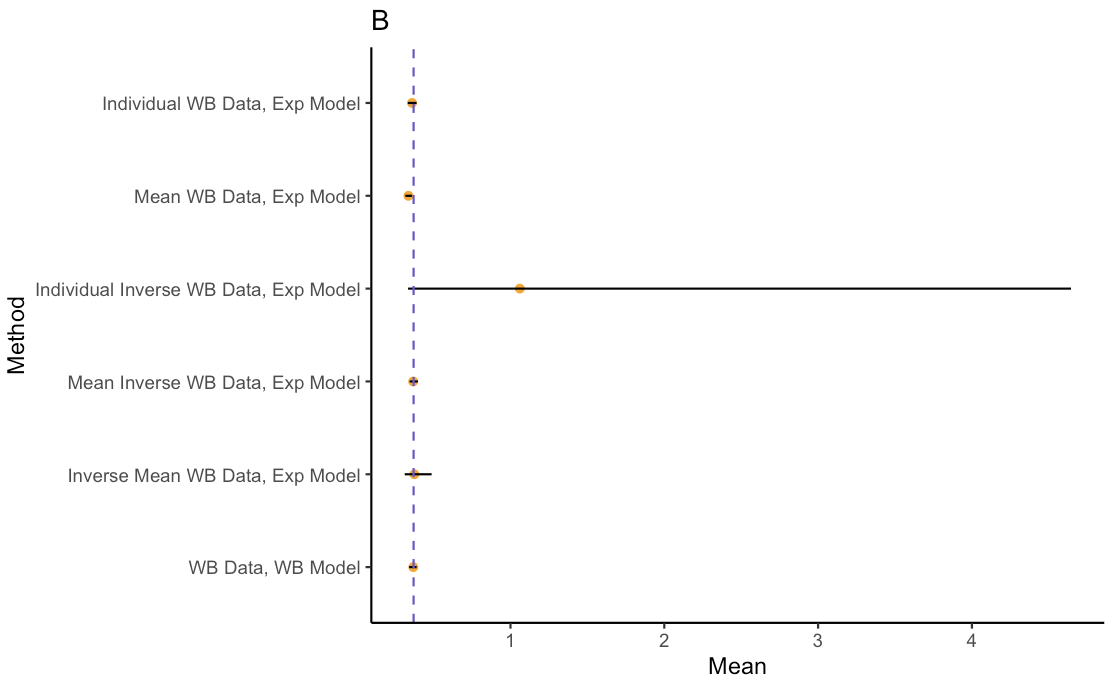 B
Individual WB Data, Exp Model
Mean WB Data, Exp Model
Individual Inverse WB Data, Exp Model
Mean Inverse WB Data, Exp Model
Inverse Mean WB Data, Exp Model
WB Data, WB Model
Method
1 2 3 4
Mean